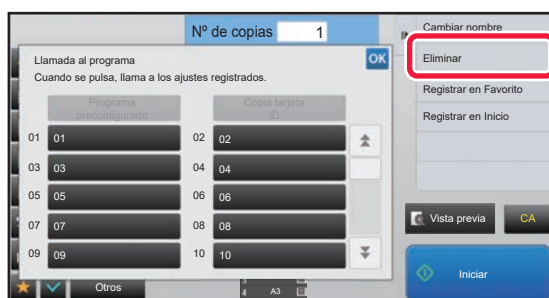 Nº de copias 1
Cambiar nombre
Llamada al programa
OK
Eliminar
Cuando se pulsa, llama a los ajustes registrados.
Registrar en Favorito
Programa preconfigurado
Copia tarjeta ID
Registrar en Inicio
01 01
02 02
03 03
04 04
05 05
06 06
07 07
08 08
Vista previa
CA
09 09
10 10
Iniciar
Otros
4 A3